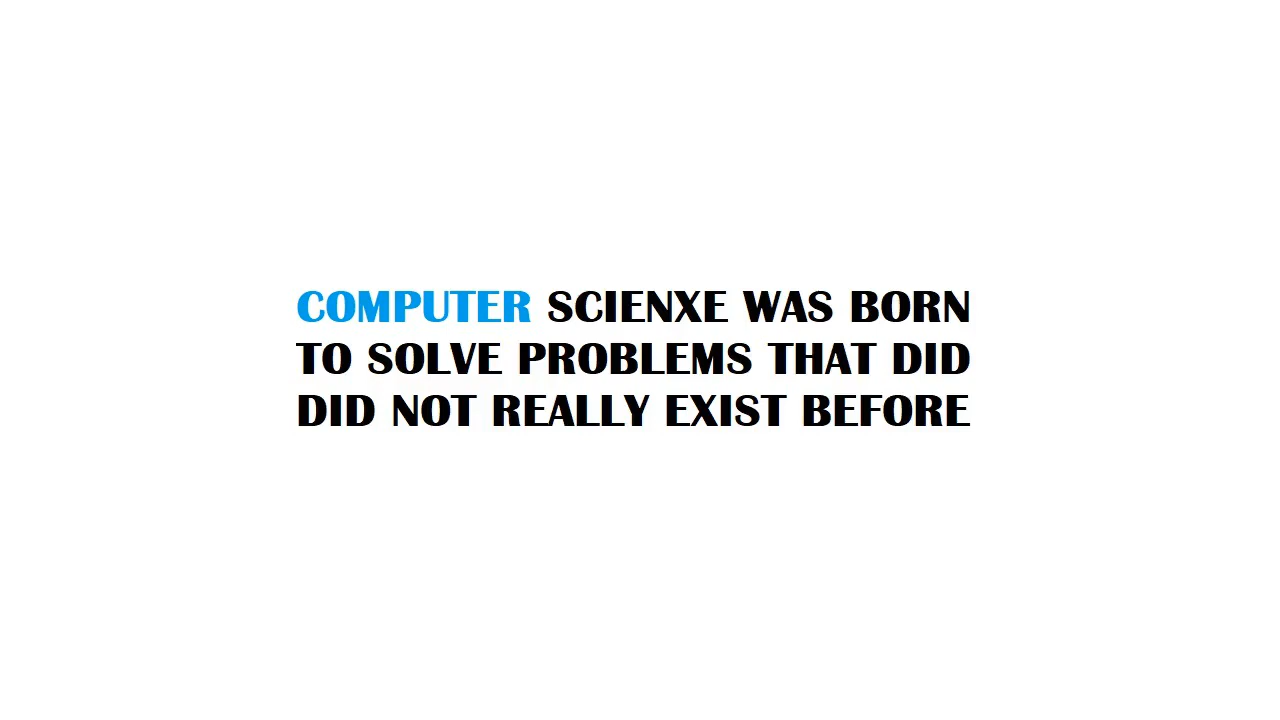 COMPUTER SCIENXE WAS BORN
TO SOLVE PROBLEMS THAT DID
DID NOT REALLY EXIST BEFORE